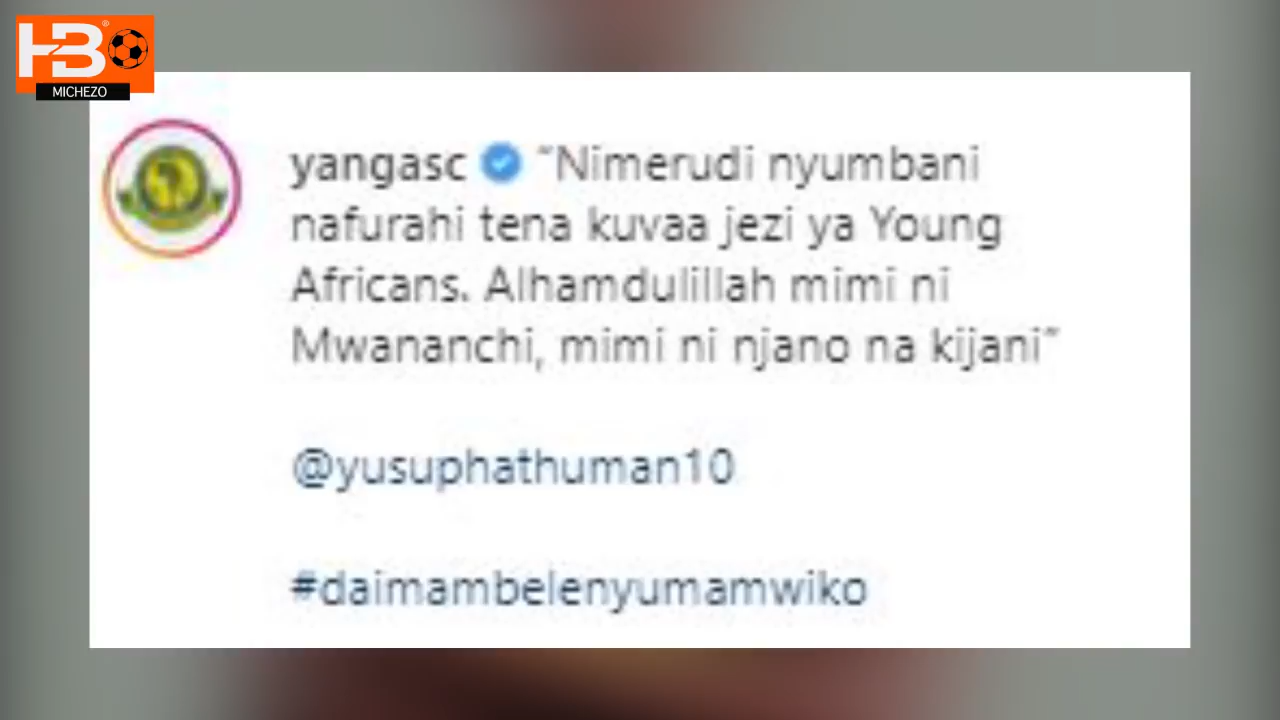 HB®
MICHEZO
yangasc "Nimerudi nyumbani
nafurahi tena kuvaa jezi ya Young
Africans. Alhamdulillah mimi ni
Mwananchi, mimi ni njano na kijani"
@yusuphathuman10
#daimambelenyumamwiko